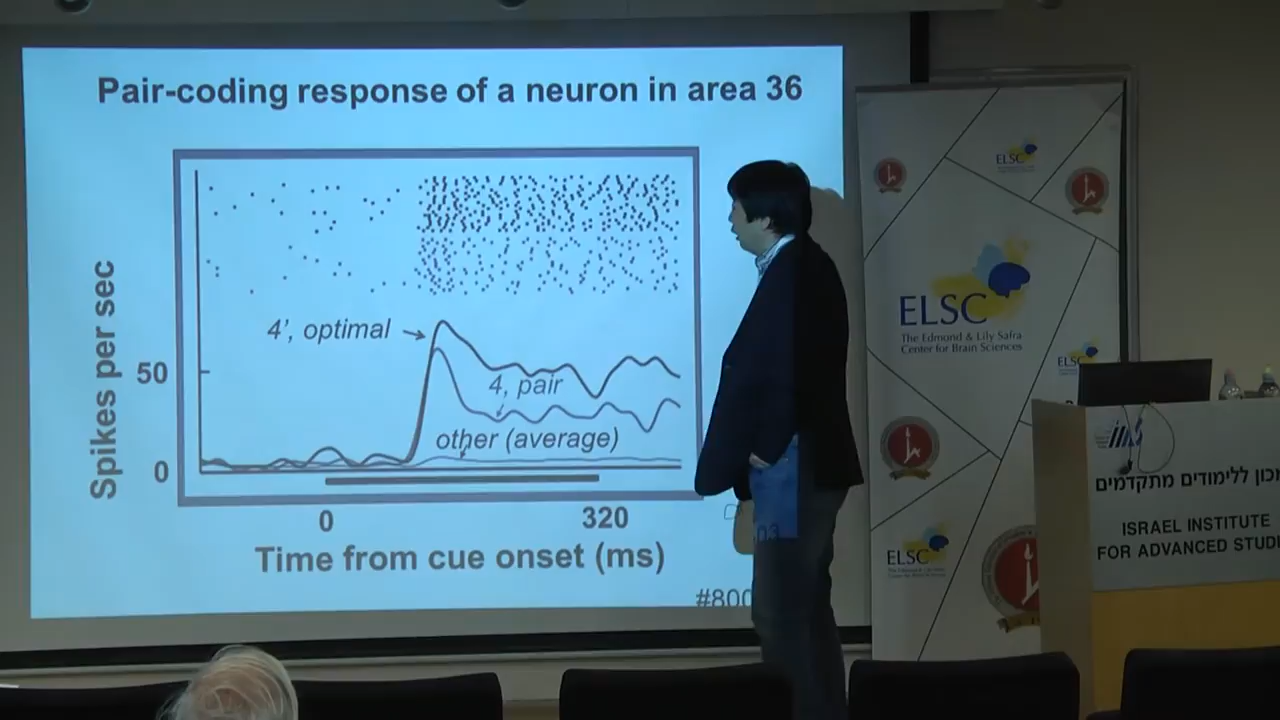 Pair-coding response of a neuron in area 36
4', optimal
50
4, pair
other (average)
0
Spikes per sec
0 320
Time from cue onset (ms)
#800
ELSC
ELSC
The Edmond & Lily Safra
Center for Brain Sciences
ELSC
ELSC
מכון ללימודים מתקדמים
ISRAEL INSTITUTE
FOR ADVANCED STUDI